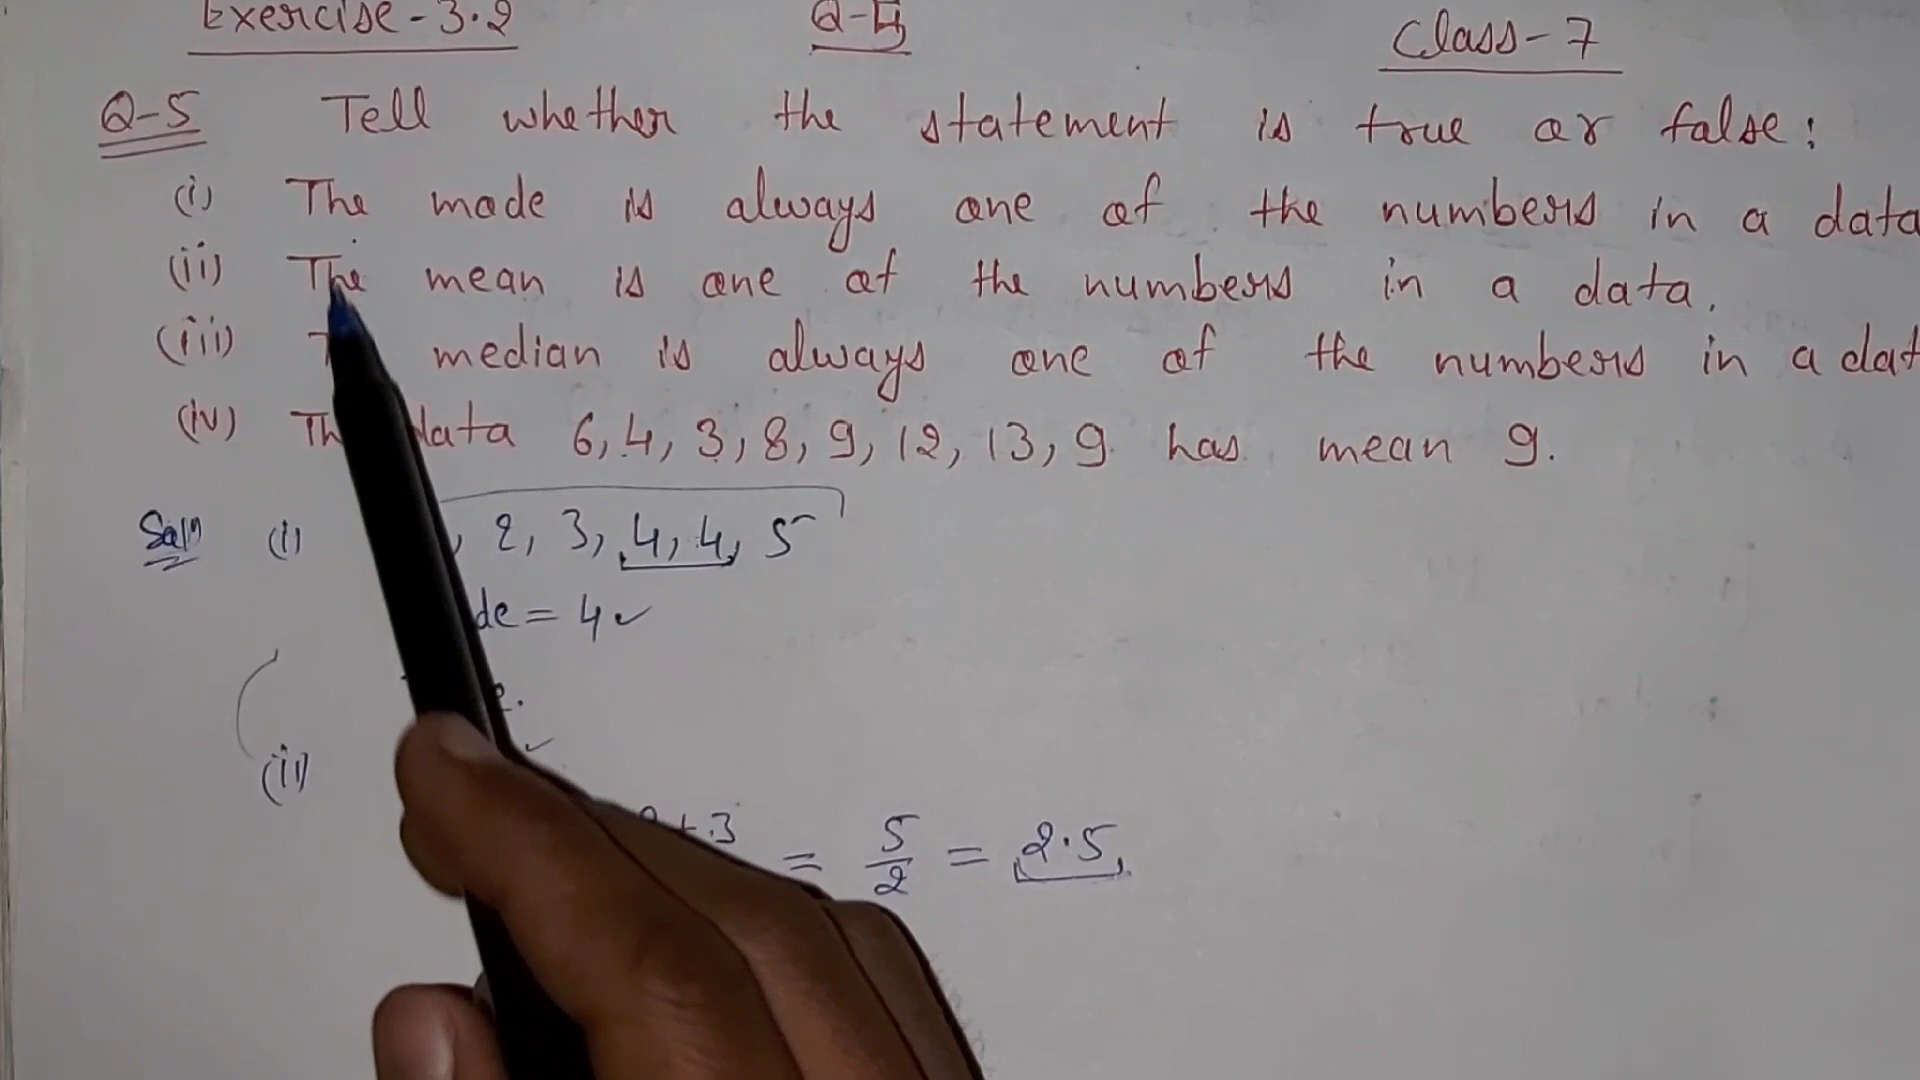 Exercise-3.2 Q-5 Class-7
Q-5 Tell whether the statement is true or false:
(i) The mode is always one of the numbers in a data
(ii) The mean is one of the numbers in a data.
(iii) median is always one of the numbers in a dat
(iv) Th data 6, 4, 3, 8, 9, 12, 13, 9 has mean 9.
Soln (i) , 2, 3, 4, 4, 5
de = 4
(ii)
2+3
= 5/2 = 2.5